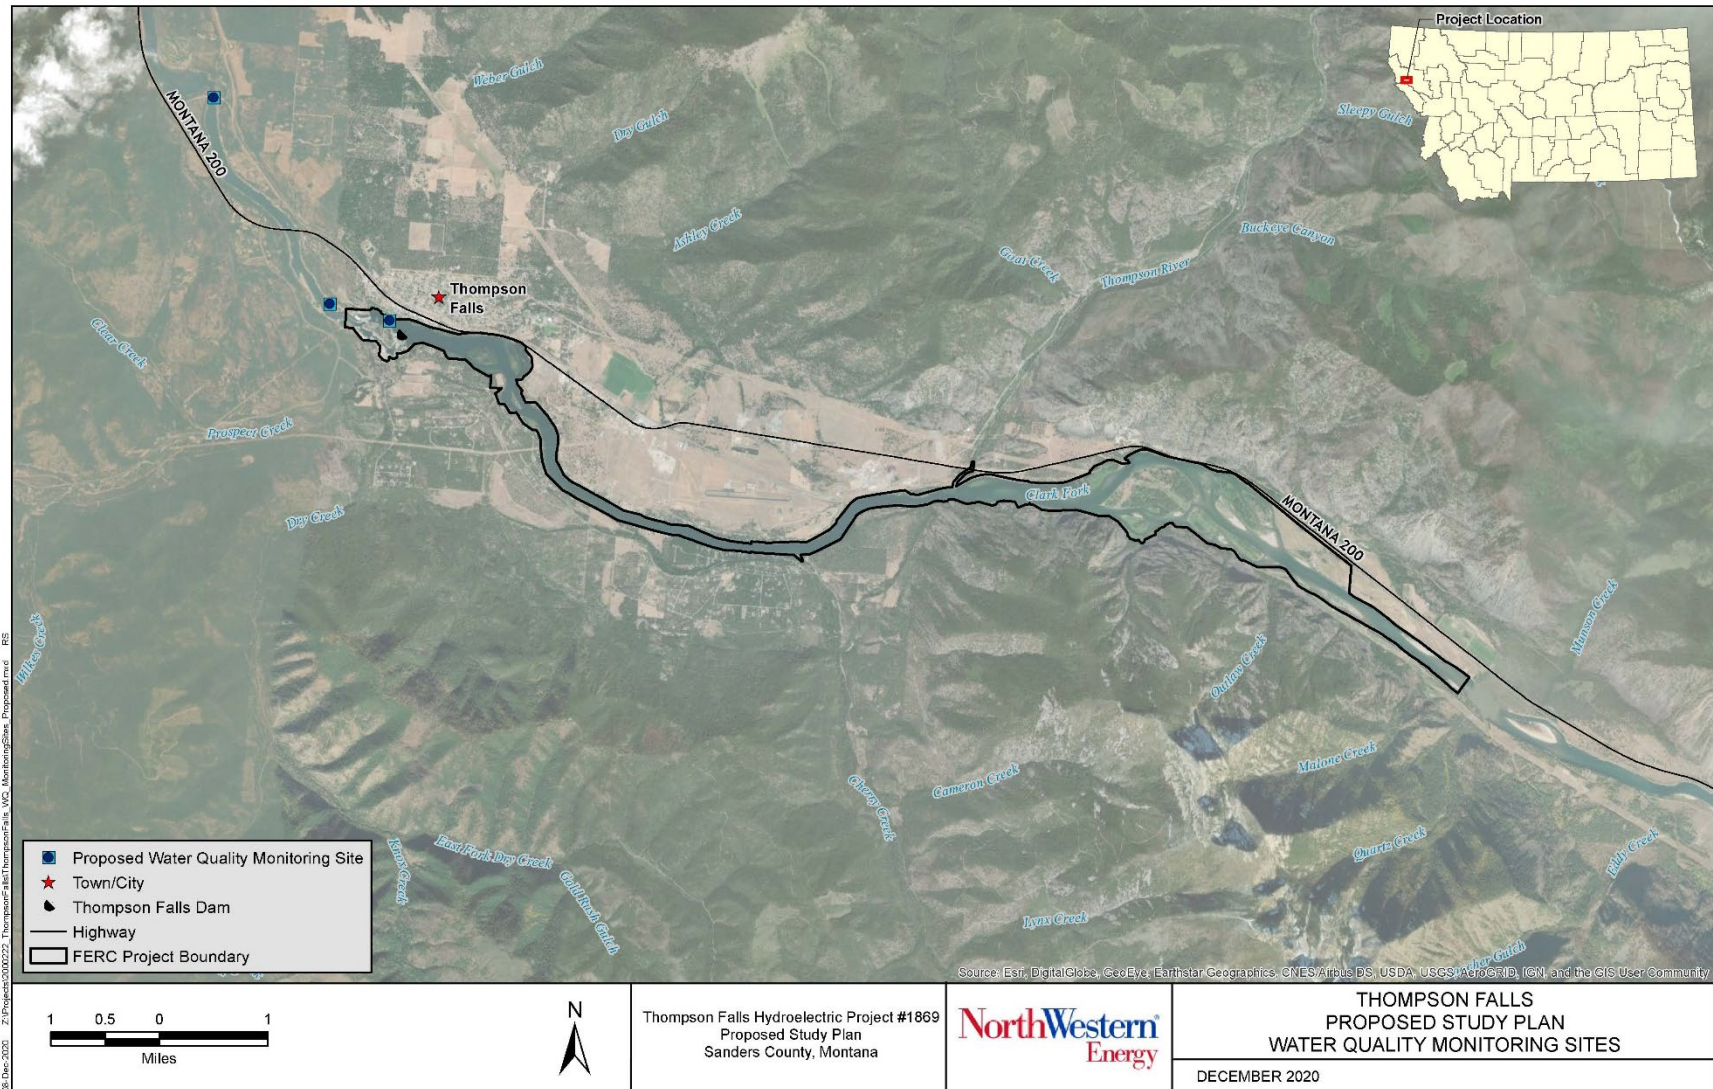 Project Location
Weber Gulch
MONTANA 200
Dry Gulch
Sleepy Gulch
Ashley Creek
Buckeye Canyon
Goat Creek
Thompson River
Thompson
Falls
Clear Creek
Prospect Creek
Clark Fork
MONTANA 200
Dry Creek
Munson Creek
Wilkes Creek
Outlaw Creek
Malone Creek
Cherry Creek
Cameron Creek
Quartz Creek
Eddy Creek
Knox Creek
East Fork Dry Creek
Gold Rush Gulch
Lynx Creek
Gulch
Proposed Water Quality Monitoring Site
Town/City
Thompson Falls Dam
Highway
FERC Project Boundary
Source: Esri, DigitalGlobe, GeoEye, Earthstar Geographics, CNES/Airbus DS, USDA, USGS, AeroGRID, IGN, and the GIS User Community
1 0.5 0 1
Miles
N
Thompson Falls Hydroelectric Project #1869
Proposed Study Plan
Sanders County, Montana
NorthWestern®
Energy
THOMPSON FALLS
PROPOSED STUDY PLAN
WATER QUALITY MONITORING SITES
DECEMBER 2020
RS